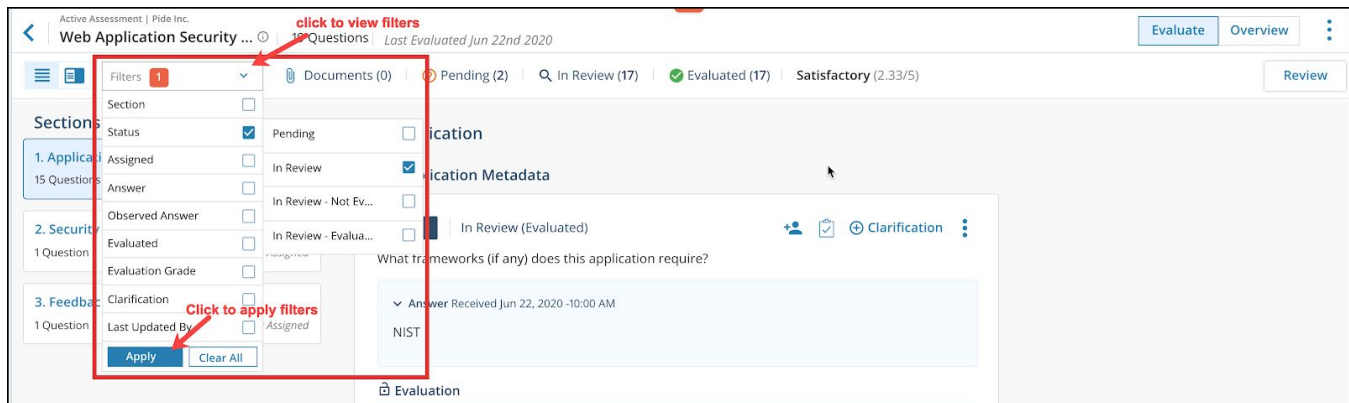 Active Assessment | Pide Inc.
click to view filters
Web Application Security ... Questions Last Evaluated Jun 22nd 2020
Evaluate Overview
Filters 1 Documents (0) Pending (2) In Review (17) Evaluated (17) Satisfactory (2.33/5)
Review
Sections
Section
Status
Pending
Assigned
In Review
Answer
In Review - Not Ev...
Observed Answer
In Review - Evalua...
Evaluated
Evaluation Grade
Clarification
Click to apply filters
Last Updated By
Apply Clear All
1. Applicati
15 Questions
2. Security
1 Question Assigned
3. Feedbac
1 Question Assigned
ication
ication Metadata
In Review (Evaluated) Clarification
What frameworks (if any) does this application require?
Answer Received Jun 22, 2020 -10:00 AM
NIST
Evaluation